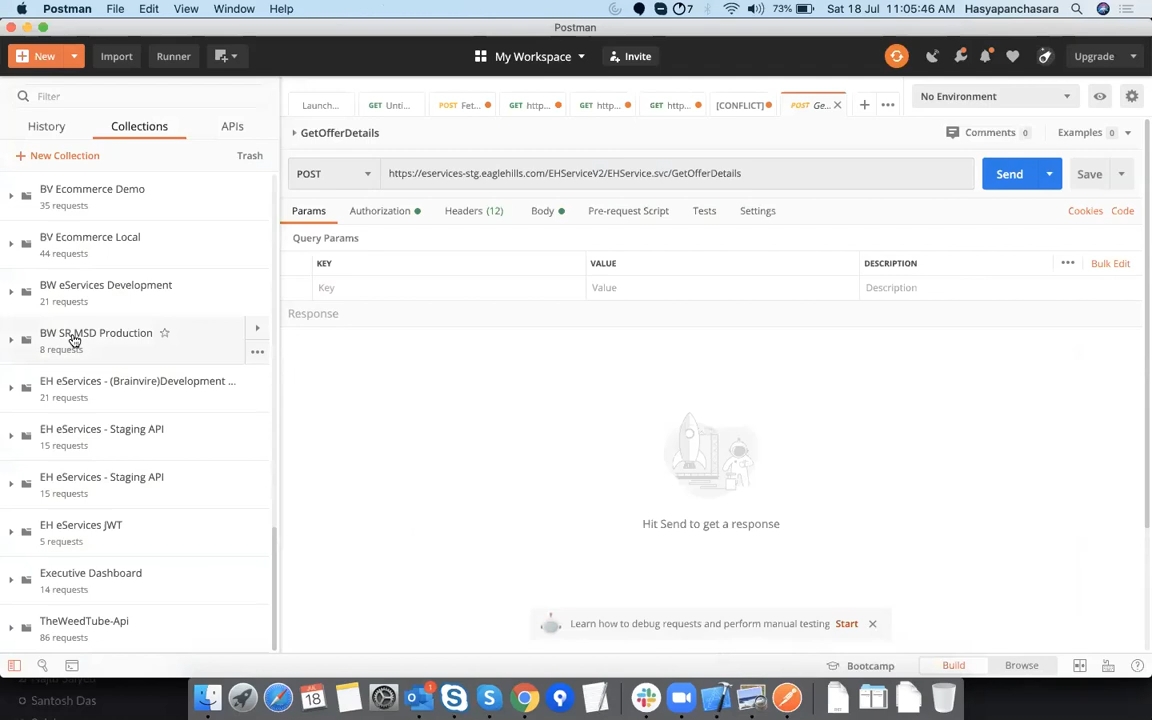 Postman File Edit View Window Help 7 73% Sat 18 Jul 11:05:46 AM Hasyapanchasara
Postman
New Import Runner My Workspace Invite Upgrade
Filter
History Collections APIs
+ New Collection Trash
BV Ecommerce Demo
35 requests
BV Ecommerce Local
44 requests
BW eServices Development
21 requests
BW SR MSD Production
8 requests
EH eServices - (Brainvire)Development ...
21 requests
EH eServices - Staging API
15 requests
EH eServices - Staging API
15 requests
EH eServices JWT
5 requests
Executive Dashboard
14 requests
TheWeedTube-Api
86 requests
Launch... GET Unti... POST Fet... GET http... GET http... GET http... [CONFLICT] POST Ge... No Environment
GetOfferDetails Comments 0 Examples 0
POST https://eservices-stg.eaglehills.com/EHServiceV2/EHService.svc/GetOfferDetails Send Save
Params Authorization Headers (12) Body Pre-request Script Tests Settings Cookies Code
Query Params
KEY VALUE DESCRIPTION ... Bulk Edit
Key Value Description
Response
Hit Send to get a response
Learn how to debug requests and perform manual testing Start
Bootcamp Build Browse
JUL
18
1
Santosh Das